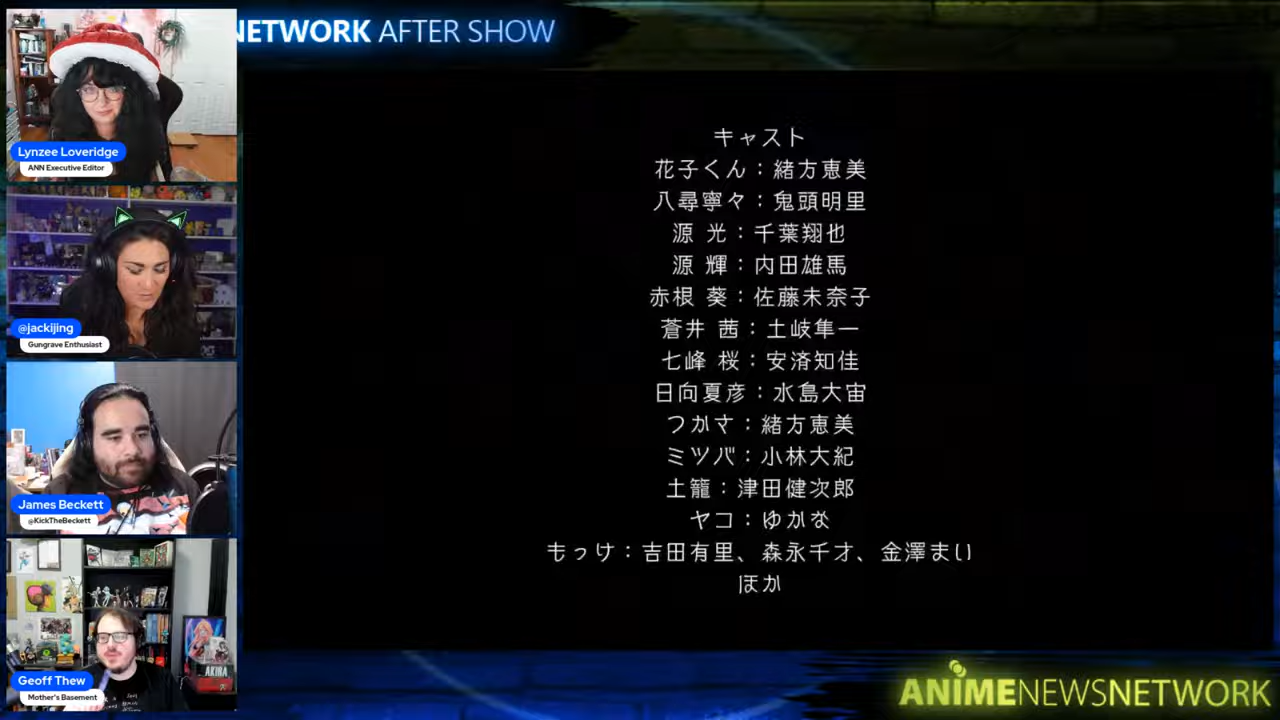 NETWORK AFTER SHOW
Lynzee Loveridge
ANN Executive Editor
@jackijing
Gungrave Enthusiast
James Beckett
@KickTheBeckett
Geoff Thew
Mother's Basement
AKIRA
キャスト
花子くん：緒方恵美
八尋寧々：鬼頭明里
源 光：千葉翔也
源 輝：内田雄馬
赤根 葵：佐藤未奈子
蒼井 茜：土岐隼一
七峰 桜：安済知佳
日向夏彦：水島大宙
つかさ：緒方恵美
ミツバ：小林大紀
土籠：津田健次郎
ヤコ：ゆかな
もっけ：吉田有里、森永千才、金澤まい
ほか
ANIMENEWSNETWORK